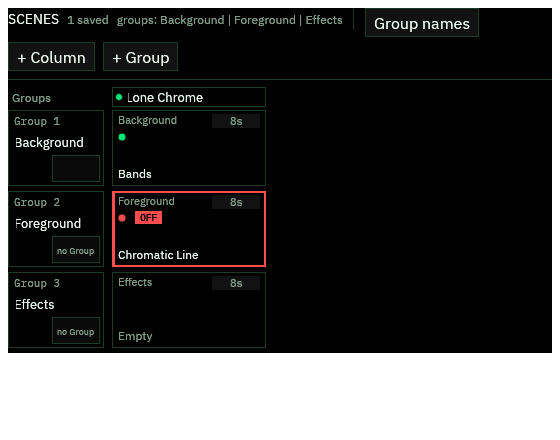 SCENES 1 saved groups: Background | Foreground | Effects Group names
+ Column + Group
Groups Lone Chrome
Group 1 Background 8s
Background
Bands
Group 2 Foreground 8s
OFF
Foreground
no Group Chromatic Line
Group 3 Effects 8s
Effects
no Group Empty